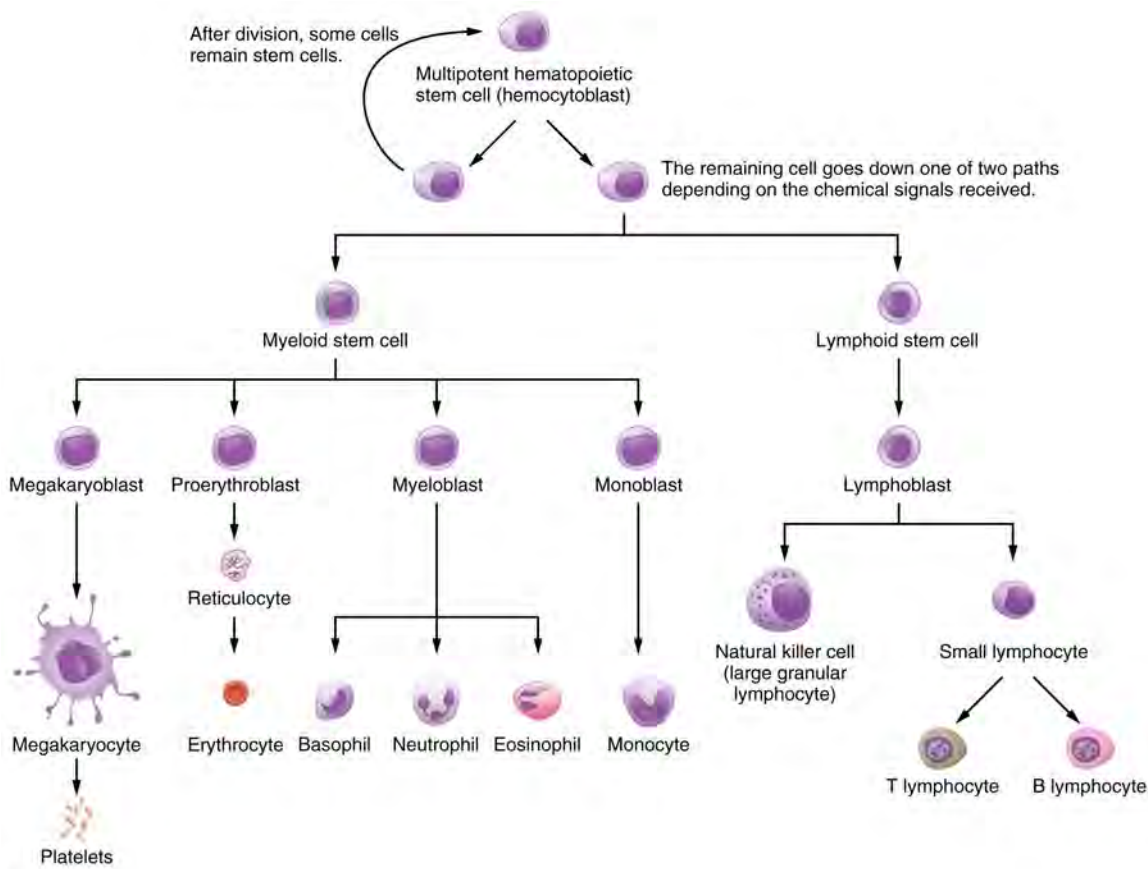 After division, some cells
remain stem cells.
Multipotent hematopoietic
stem cell (hemocytoblast)
The remaining cell goes down one of two paths
depending on the chemical signals received.
Myeloid stem cell
Lymphoid stem cell
Megakaryoblast
Proerythroblast
Myeloblast
Monoblast
Lymphoblast
Reticulocyte
Natural killer cell
(large granular
lymphocyte)
Small lymphocyte
Megakaryocyte
Erythrocyte
Basophil
Neutrophil
Eosinophil
Monocyte
T lymphocyte
B lymphocyte
Platelets